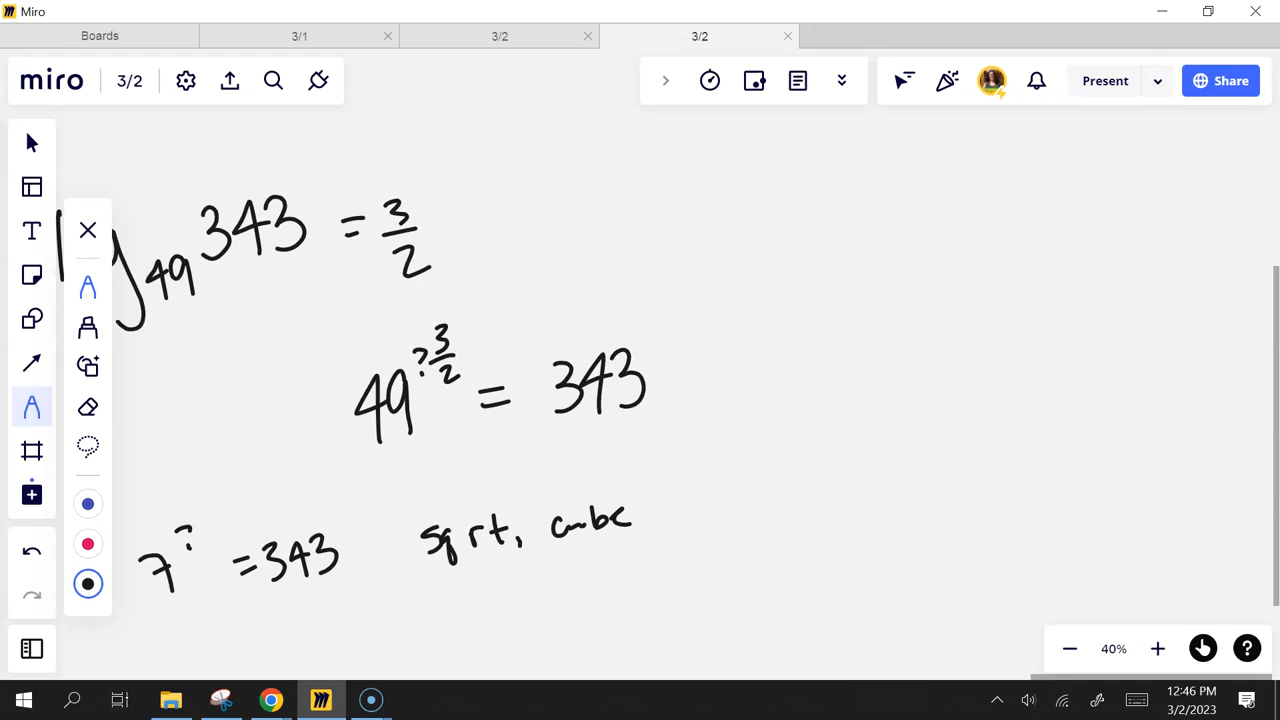 Miro
Boards 3/1 3/2 3/2
miro 3/2 Present Share
log₄₉ 343 = 3/2
49^? 3/2 = 343
7^? = 343 sqrt, cube
40%
12:46 PM
3/2/2023